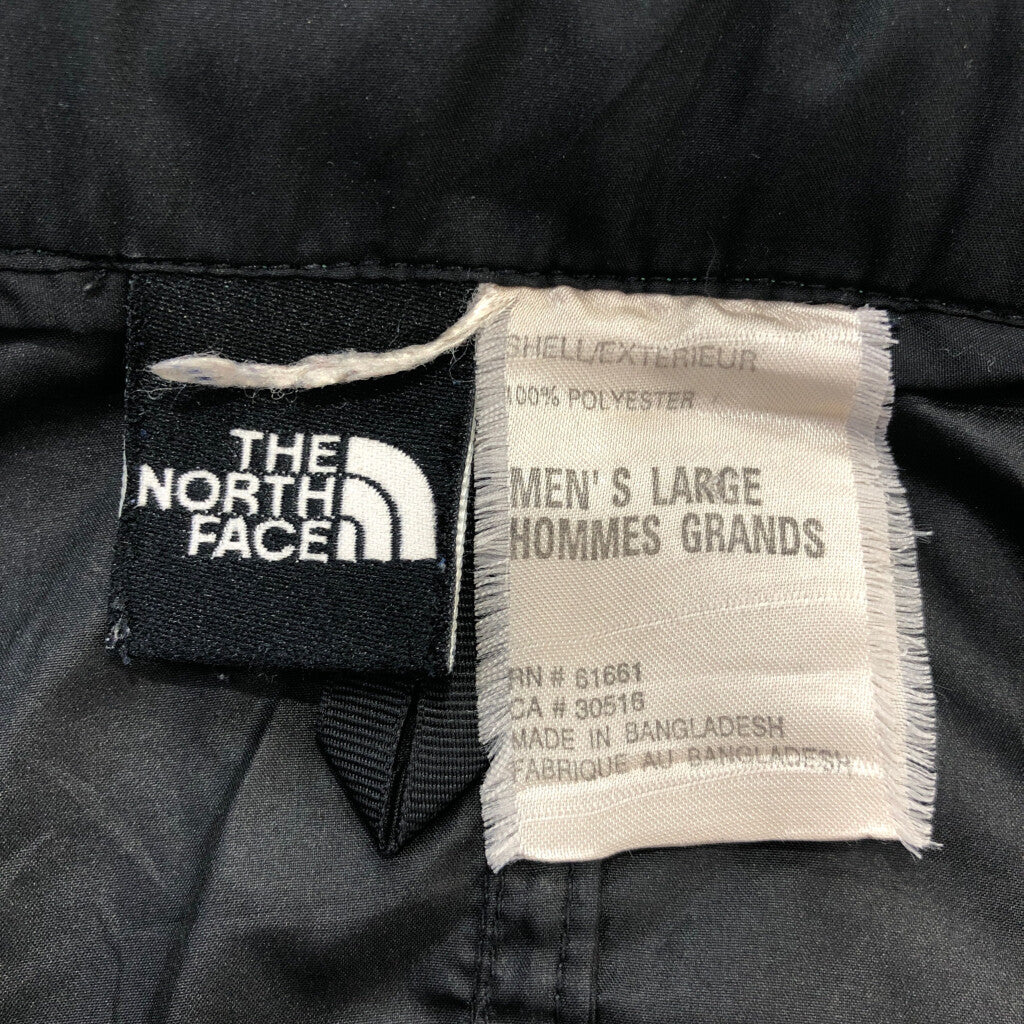 THE
NORTH
FACE
SHELL/EXTERIEUR
100% POLYESTER
MEN'S LARGE
HOMMES GRANDS
RN # 61661
CA # 30516
MADE IN BANGLADESH
FABRIQUE AU BANGLADESH